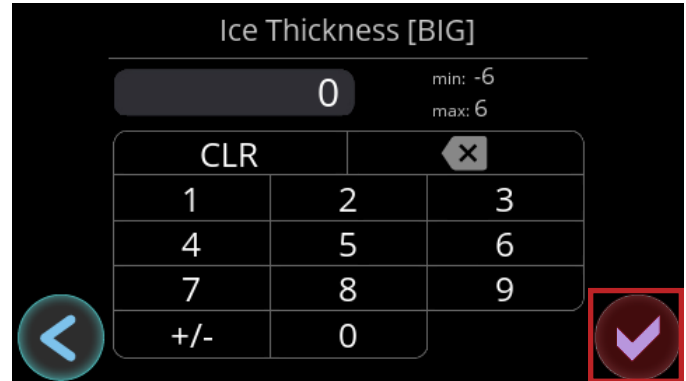 Ice Thickness [BIG]
0
min: -6
max: 6
CLR
1 2 3
4 5 6
7 8 9
+/- 0